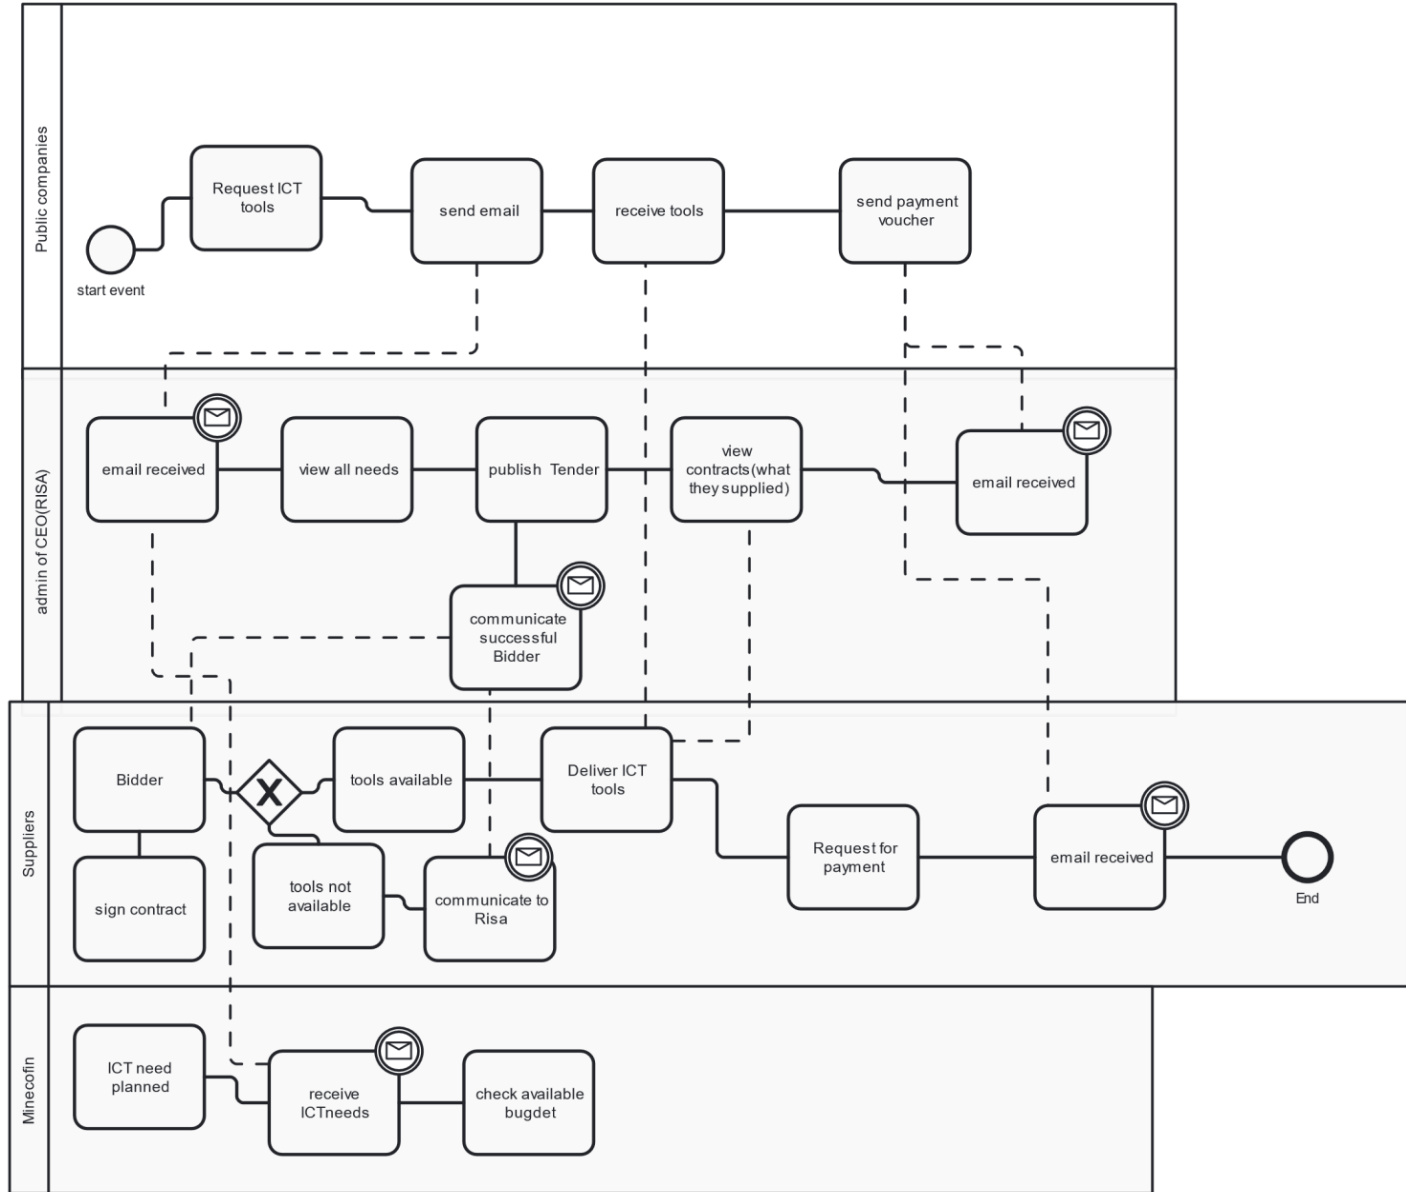 Public companies
Request ICT
tools
send email
receive tools
send payment
voucher
start event
admin of CEO(RISA)
email received
view all needs
publish Tender
view
contracts(what
they supplied)
email received
communicate
successful
Bidder
Suppliers
Bidder
X
tools available
Deliver ICT
tools
sign contract
tools not
available
communicate to
Risa
Request for
payment
email received
End
Minecofin
ICT need
planned
receive
ICTneeds
check available
bugdet